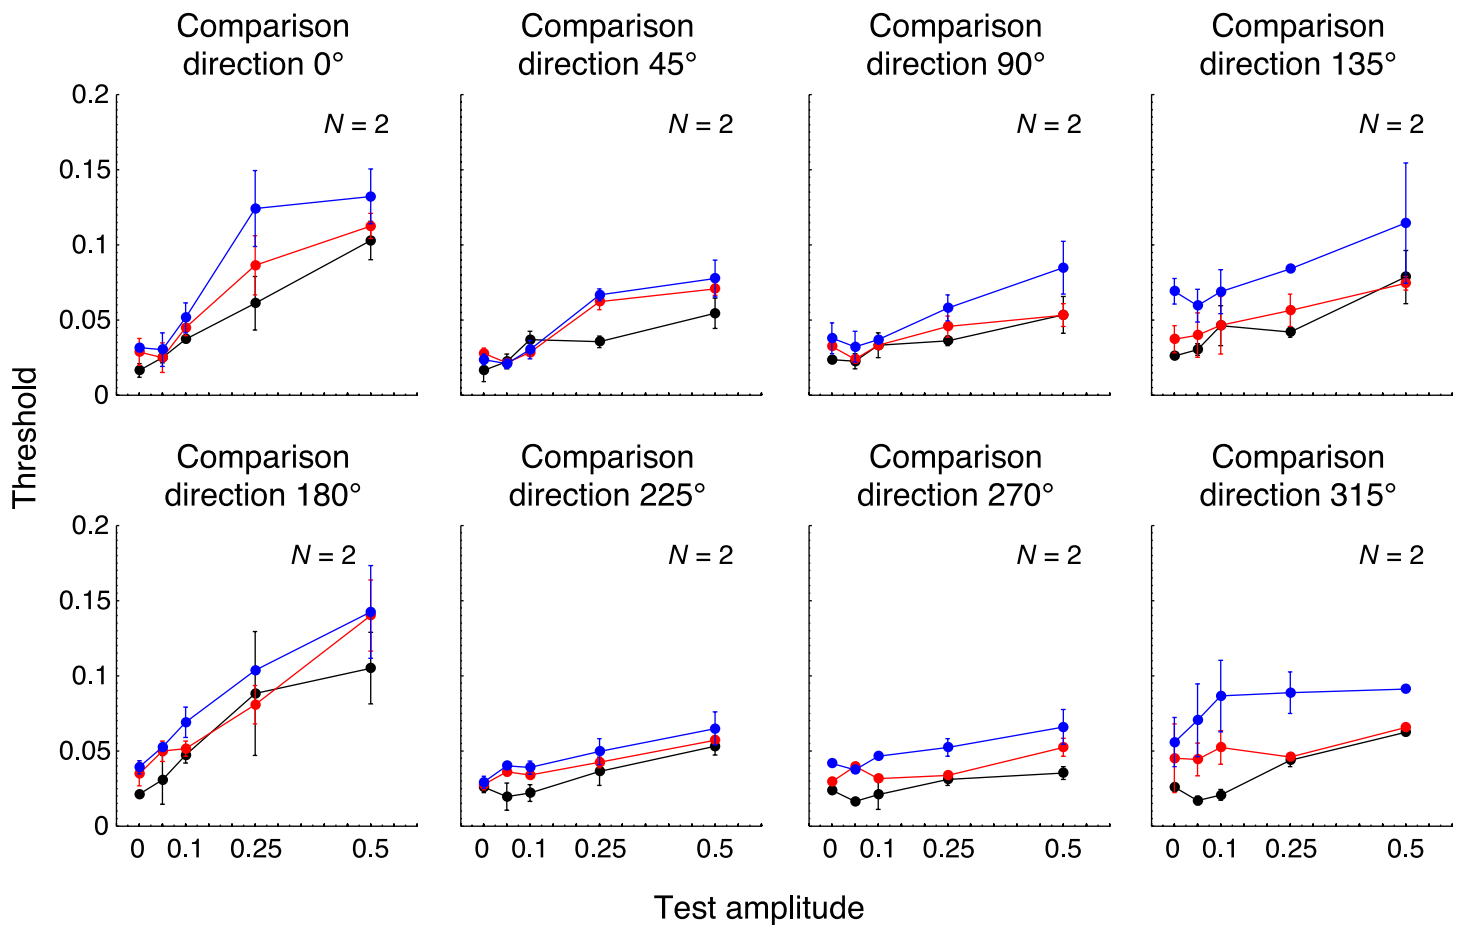 Comparison
direction 0°
Comparison
direction 45°
Comparison
direction 90°
Comparison
direction 135°
0.2
0.15
0.1
0.05
0
N = 2
N = 2
N = 2
N = 2
Threshold
Comparison
direction 180°
Comparison
direction 225°
Comparison
direction 270°
Comparison
direction 315°
0.2
0.15
0.1
0.05
0
N = 2
N = 2
N = 2
N = 2
0 0.1 0.25 0.5
0 0.1 0.25 0.5
0 0.1 0.25 0.5
0 0.1 0.25 0.5
Test amplitude